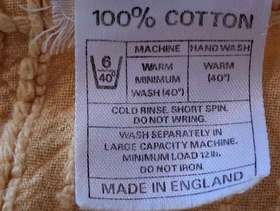 100% COTTON
MACHINE HAND WASH
6
40°
WARM WARM
MINIMUM (40°)
WASH (40°)
COLD RINSE. SHORT SPIN.
DO NOT WRING.
WASH SEPARATELY IN
LARGE CAPACITY MACHINE.
MINIMUM LOAD 12lb.
DO NOT IRON.
MADE IN ENGLAND